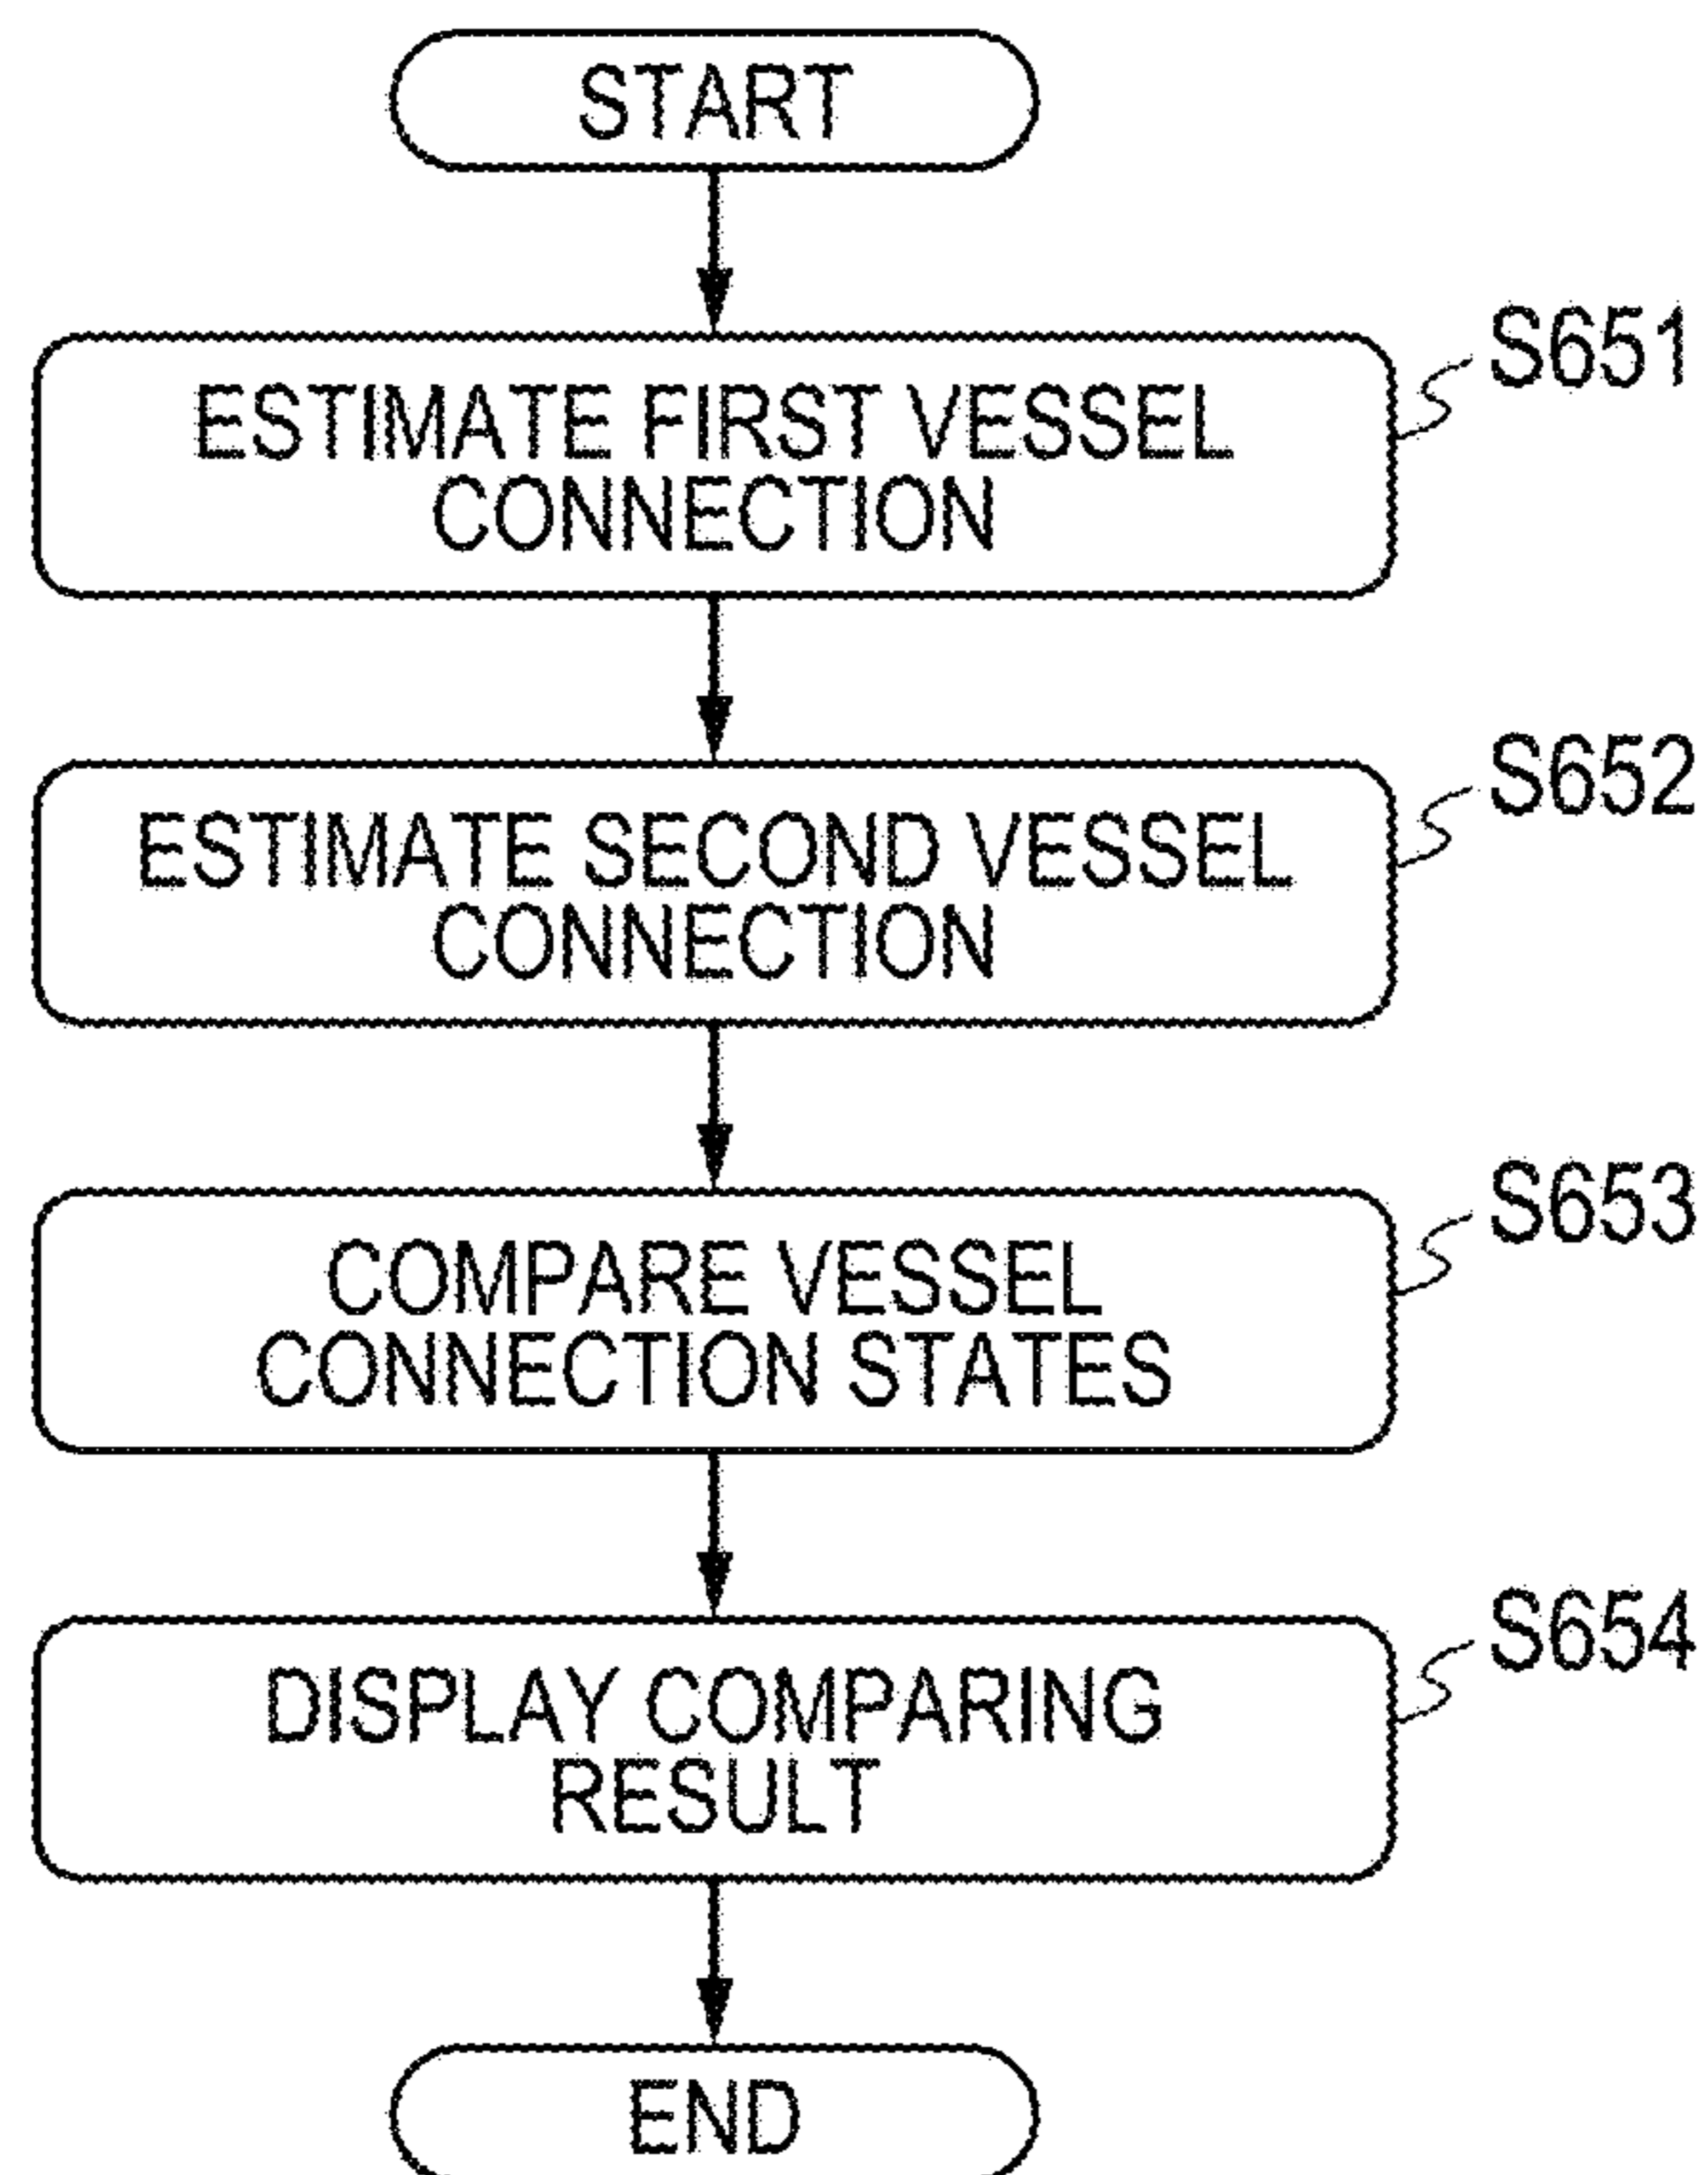 START
S651
ESTIMATE FIRST VESSEL
CONNECTION
S652
ESTIMATE SECOND VESSEL
CONNECTION
S653
COMPARE VESSEL
CONNECTION STATES
S654
DISPLAY COMPARING
RESULT
END